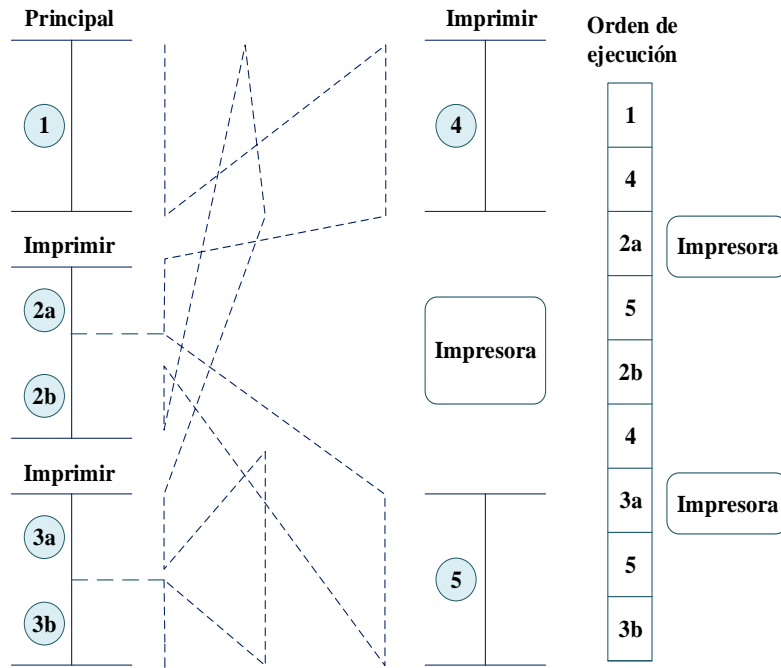 Principal
1
Imprimir
2a
2b
Imprimir
3a
3b
Imprimir
4
Impresora
5
Orden de
ejecución
1
4
2a
5
2b
4
3a
5
3b
Impresora
Impresora